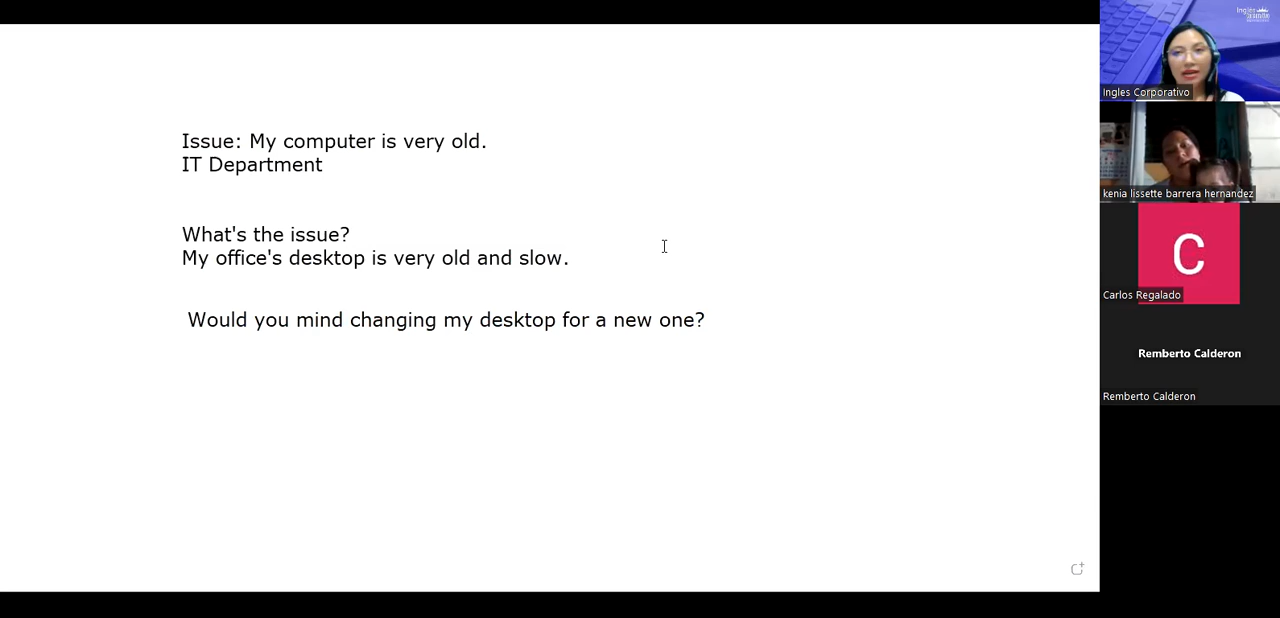 Issue: My computer is very old.
IT Department
What's the issue?
My office's desktop is very old and slow.
Would you mind changing my desktop for a new one?
Ingles Corporativo
kenia lissette barrera hernandez
C
Carlos Regalado
Remberto Calderon
Remberto Calderon